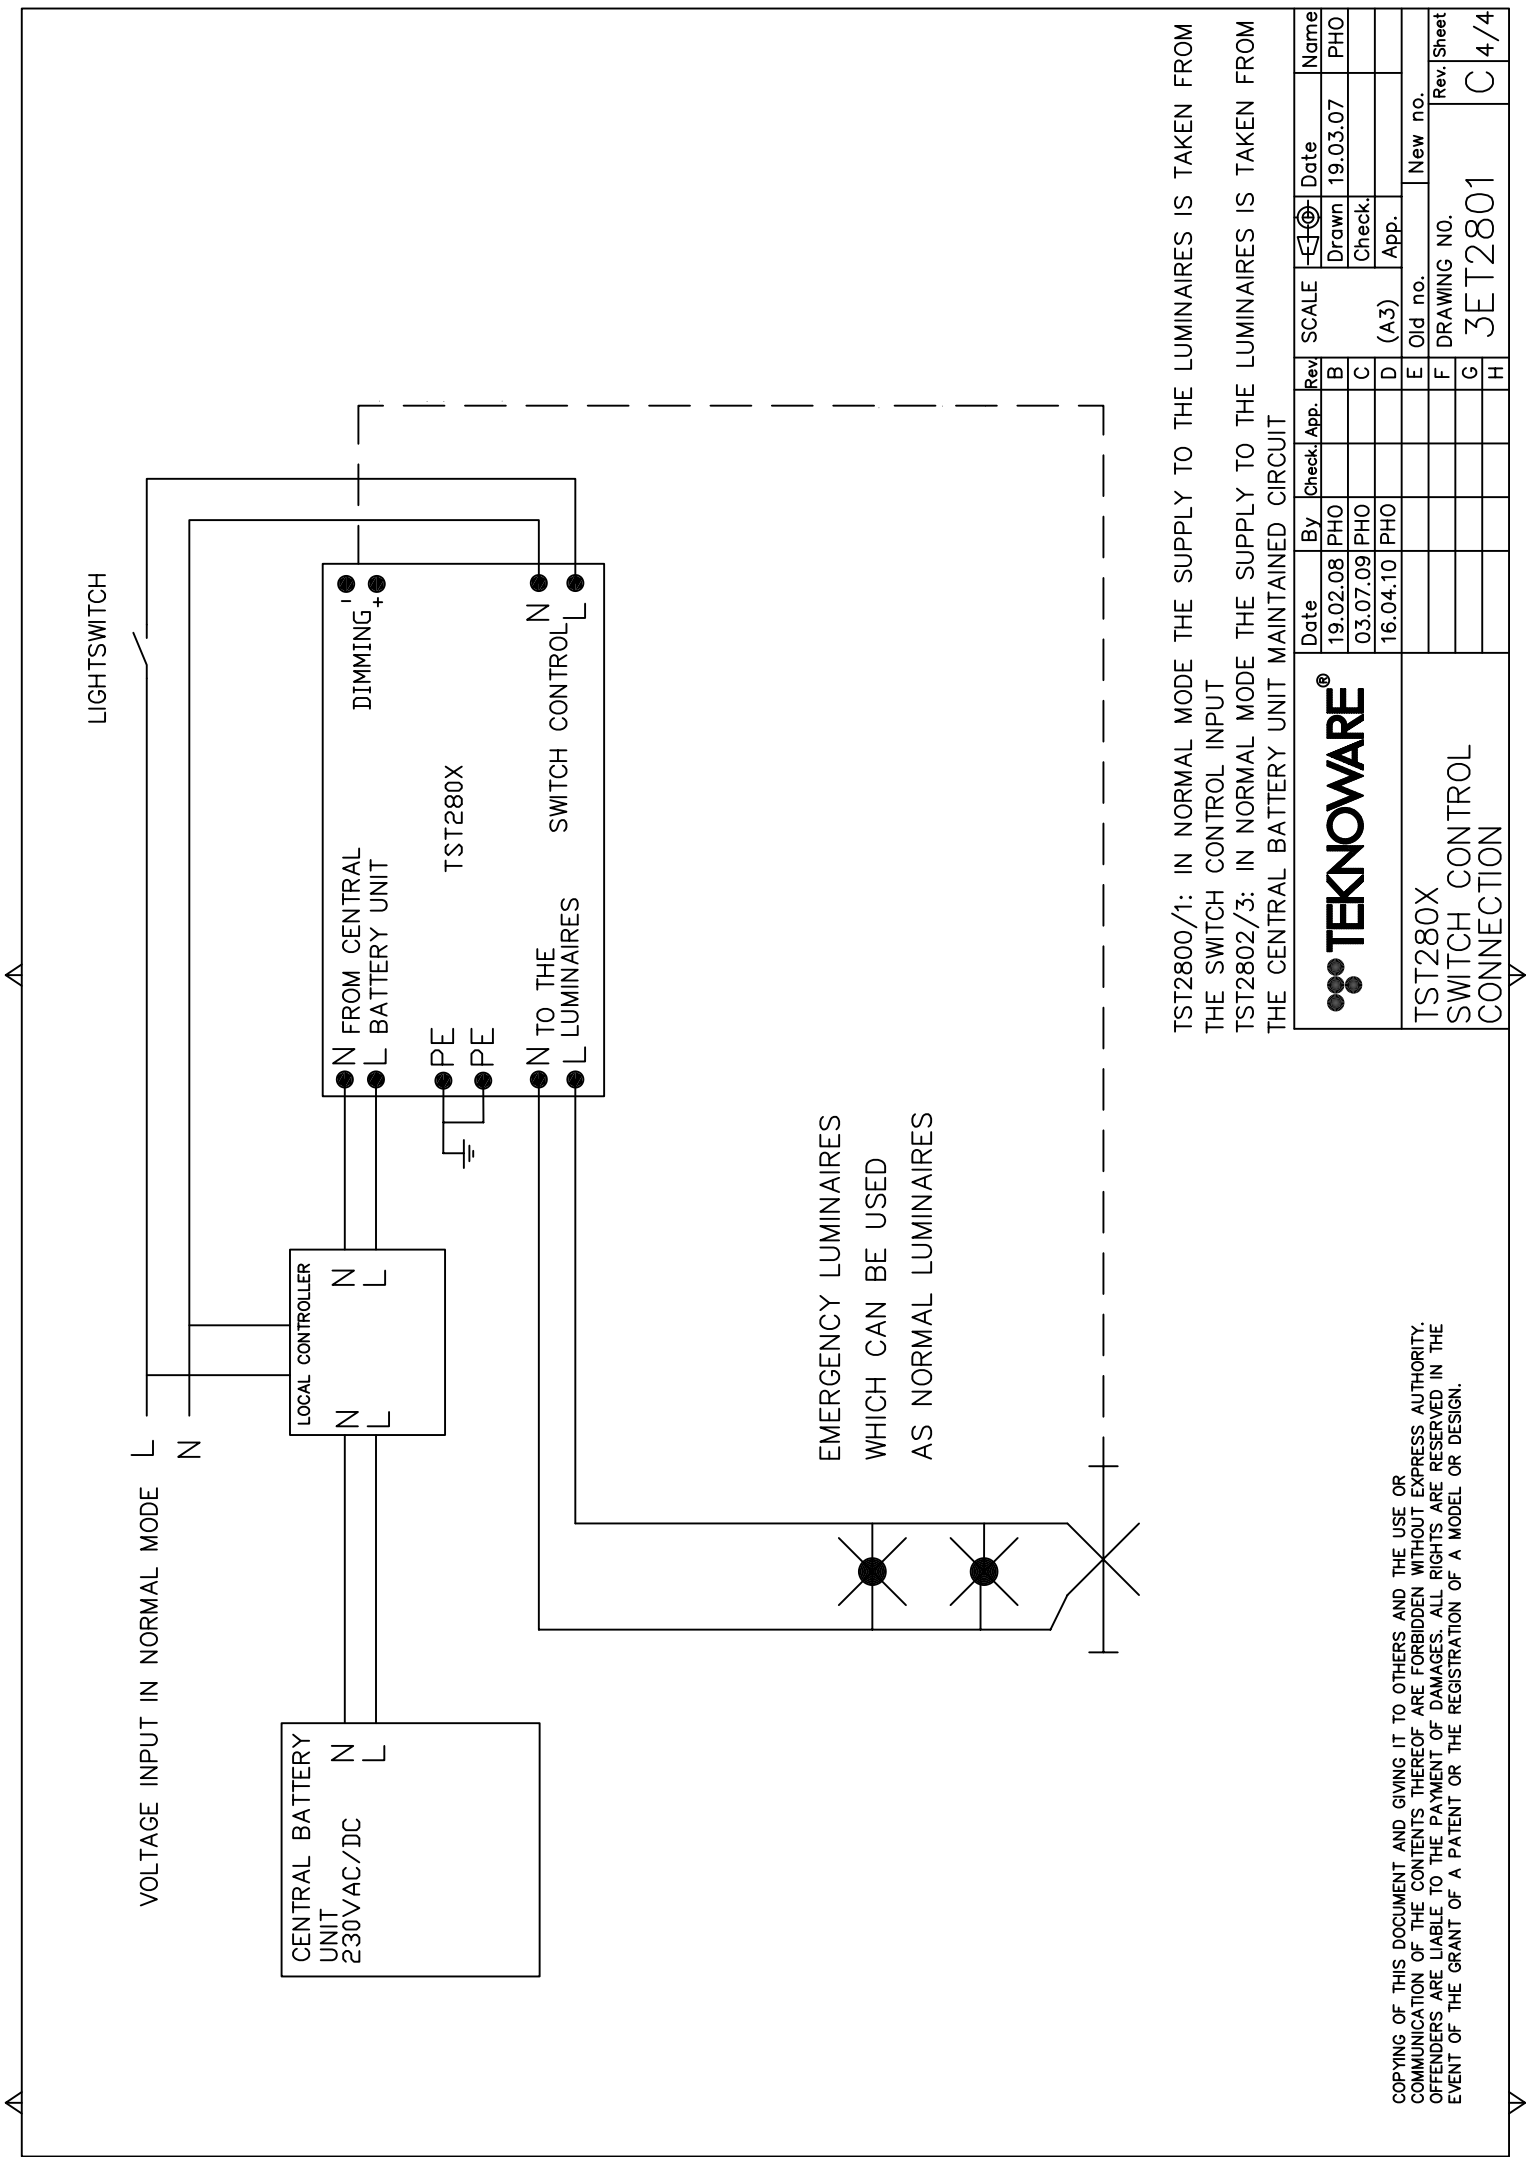 LIGHTSWITCH
VOLTAGE INPUT IN NORMAL MODE
L
N
CENTRAL BATTERY
UNIT
230VAC/DC
N
L
LOCAL CONTROLLER
N
L
N
L
N FROM CENTRAL
L BATTERY UNIT
PE
PE
N TO THE
L LUMINAIRES
TST280X
DIMMING
-
+
SWITCH CONTROL
N
L
EMERGENCY LUMINAIRES
WHICH CAN BE USED
AS NORMAL LUMINAIRES
TST2800/1: IN NORMAL MODE THE SUPPLY TO THE LUMINAIRES IS TAKEN FROM
THE SWITCH CONTROL INPUT
TST2802/3: IN NORMAL MODE THE SUPPLY TO THE LUMINAIRES IS TAKEN FROM
THE CENTRAL BATTERY UNIT MAINTAINED CIRCUIT
COPYING OF THIS DOCUMENT AND GIVING IT TO OTHERS AND THE USE OR
COMMUNICATION OF THE CONTENTS THEREOF ARE FORBIDDEN WITHOUT EXPRESS AUTHORITY.
OFFENDERS ARE LIABLE TO THE PAYMENT OF DAMAGES. ALL RIGHTS ARE RESERVED IN THE
EVENT OF THE GRANT OF A PATENT OR THE REGISTRATION OF A MODEL OR DESIGN.
TEKNOWARE®
TST280X
SWITCH CONTROL
CONNECTION
Date By Check. App. Rev.
19.02.08 PHO B
03.07.09 PHO C
16.04.10 PHO D
E
F
G
H
SCALE
(A3)
Date Name
Drawn 19.03.07 PHO
Check.
App.
Old no. New no.
DRAWING NO. Rev. Sheet
3ET2801 C 4/4